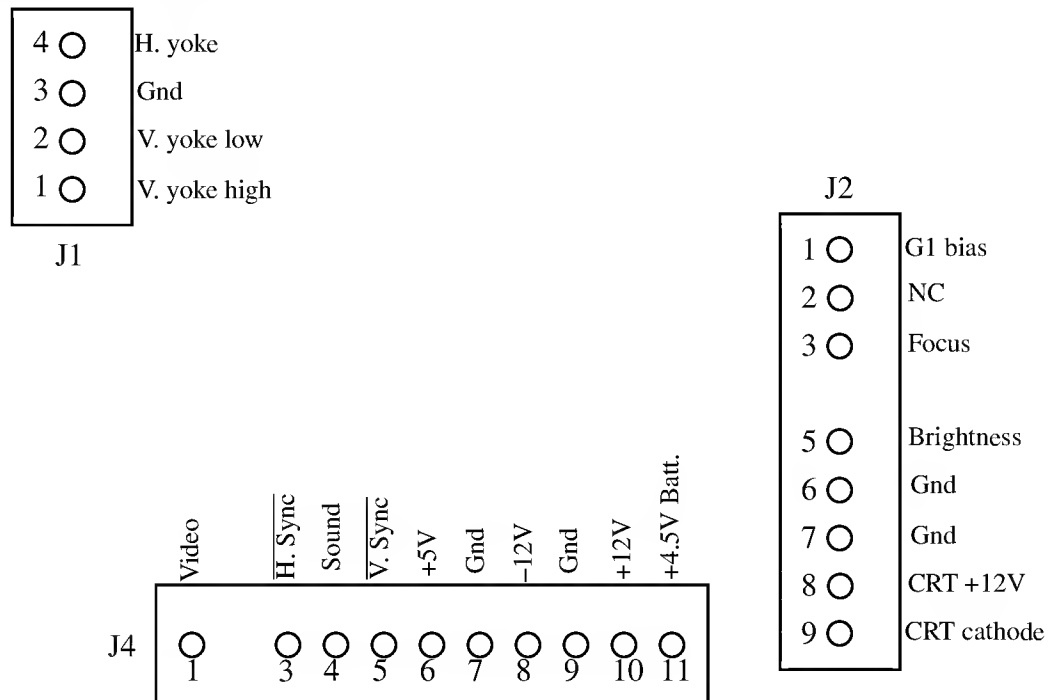 4 H. yoke
3 Gnd
2 V. yoke low
1 V. yoke high
J1
J2
1 G1 bias
2 NC
3 Focus
5 Brightness
6 Gnd
7 Gnd
8 CRT +12V
9 CRT cathode
Video
H. Sync
Sound
V. Sync
+5V
Gnd
−12V
Gnd
+12V
+4.5V Batt.
J4
1 3 4 5 6 7 8 9 10 11